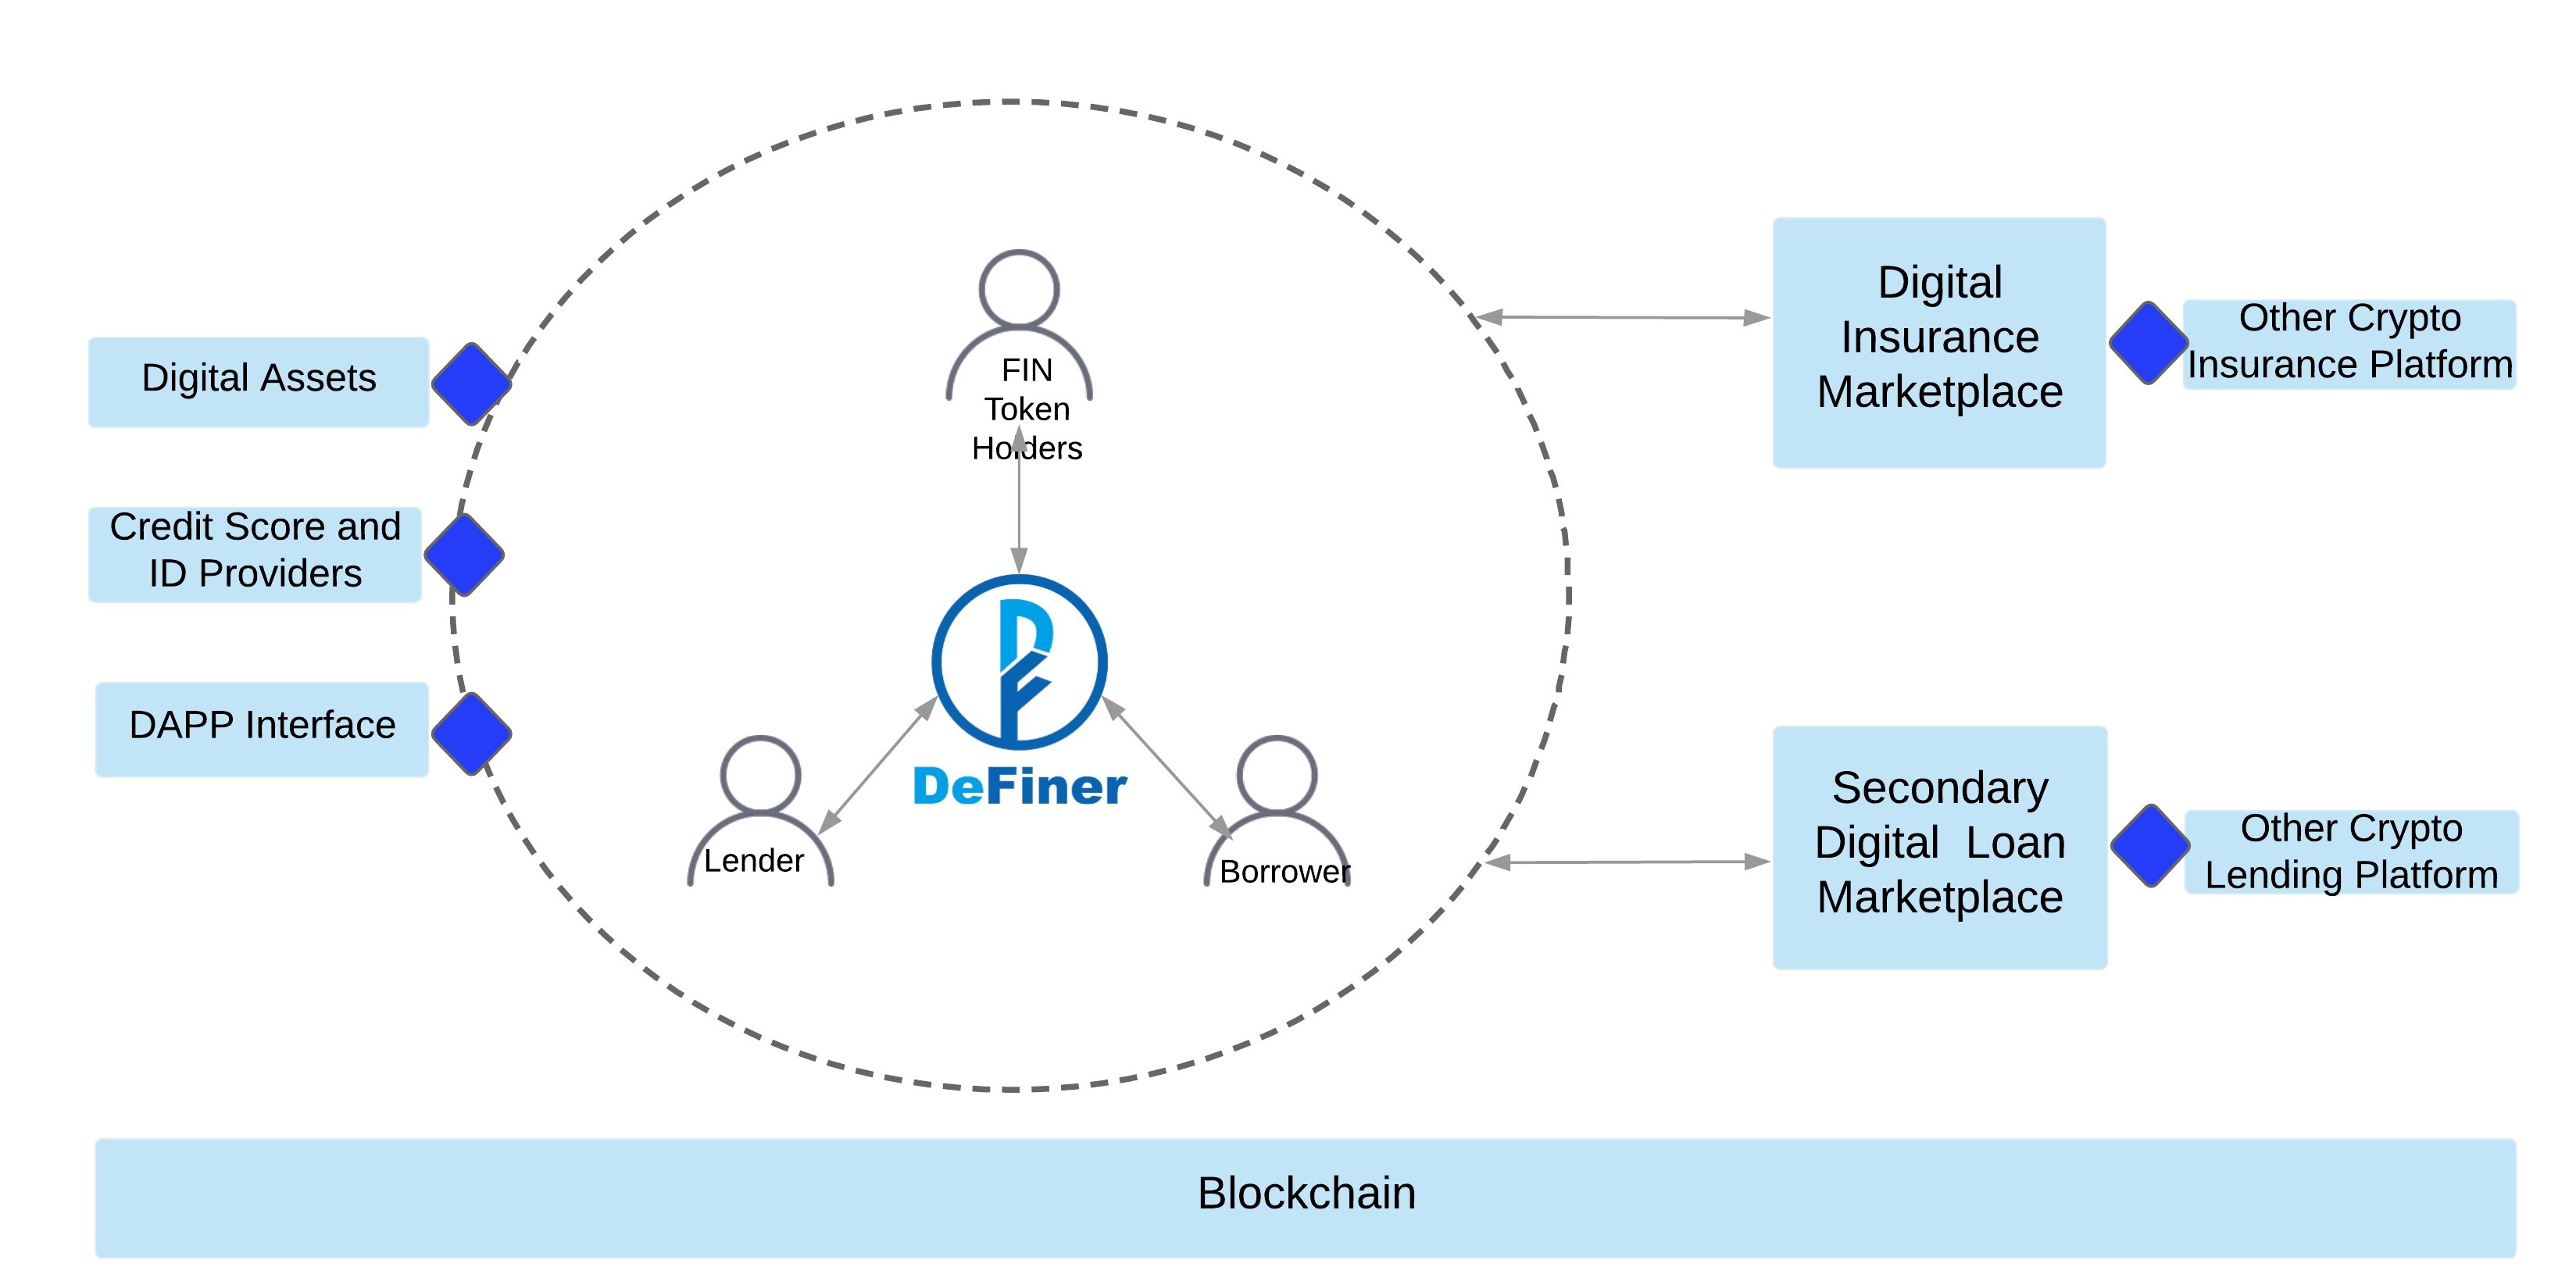 FIN
Token
Holders
Digital Assets
Credit Score and
ID Providers
DAPP Interface
DeFiner
Lender
Borrower
Digital
Insurance
Marketplace
Other Crypto
Insurance Platform
Secondary
Digital Loan
Marketplace
Other Crypto
Lending Platform
Blockchain